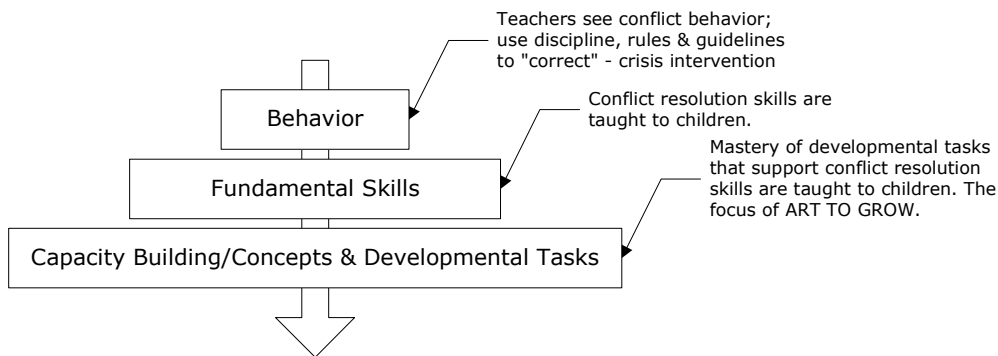 Teachers see conflict behavior;
use discipline, rules & guidelines
to "correct" - crisis intervention
Behavior
Conflict resolution skills are
taught to children.
Fundamental Skills
Mastery of developmental tasks
that support conflict resolution
skills are taught to children. The
focus of ART TO GROW.
Capacity Building/Concepts & Developmental Tasks